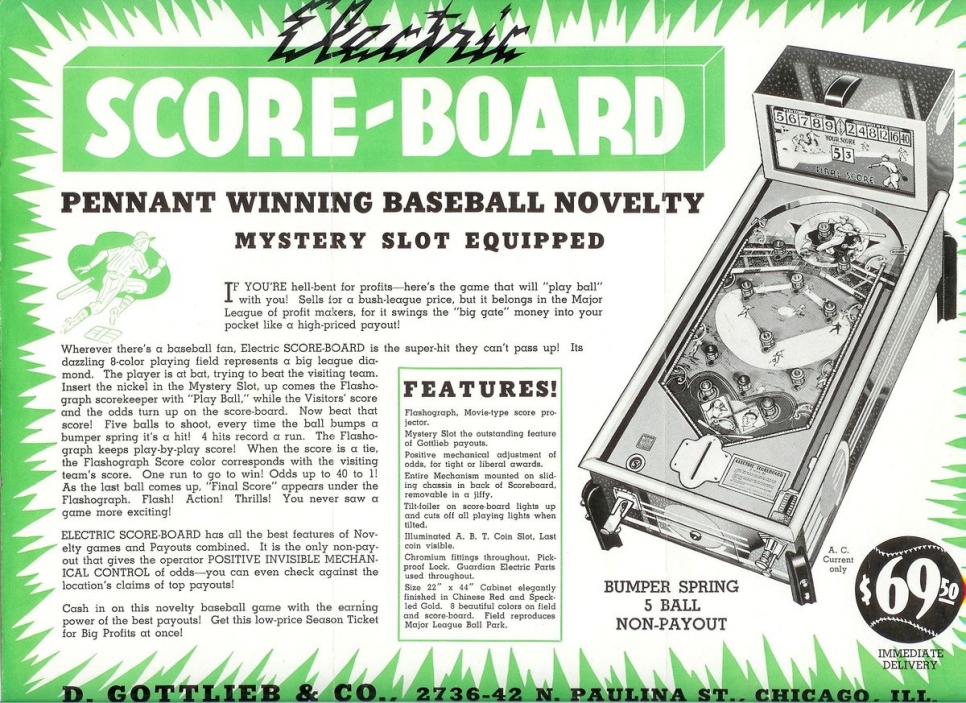 Electric
SCORE-BOARD
PENNANT WINNING BASEBALL NOVELTY
MYSTERY SLOT EQUIPPED
IF YOU'RE hell-bent for profits—here's the game that will "play ball"
with you! Sells for a bush-league price, but it belongs in the Major
League of profit makers, for it swings the "big gate" money into your
pocket like a high-priced payout!
Wherever there's a baseball fan, Electric SCORE-BOARD is the super-hit they can't pass up! Its
dazzling 8-color playing field represents a big league dia-
mond. The player is at bat, trying to beat the visiting team.
Insert the nickel in the Mystery Slot, up comes the Flasho-
graph scorekeeper with "Play Ball," while the Visitors' score
and the odds turn up on the score-board. Now beat that
score! Five balls to shoot, every time the ball bumps a
bumper spring it's a hit! 4 hits record a run. The Flasho-
graph keeps play-by-play score! When the score is a tie,
the Flashograph Score color corresponds with the visiting
team's score. One run to go to win! Odds up to 40 to 1!
As the last ball comes up, "Final Score" appears under the
Flashograph. Flash! Action! Thrills! You never saw a
game more exciting!
ELECTRIC SCORE-BOARD has all the best features of Nov-
elty games and Payouts combined. It is the only non-pay-
out that gives the operator POSITIVE INVISIBLE MECHAN-
ICAL CONTROL of odds—you can even check against the
location's claims of top payouts!
Cash in on this novelty baseball game with the earning
power of the best payouts! Get this low-price Season Ticket
for Big Profits at once!
FEATURES!
Flashograph, Movie-type score pro-
jector.
Mystery Slot the outstanding feature
of Gottlieb payouts.
Positive mechanical adjustment of
odds, for tight or liberal awards.
Entire Mechanism mounted on slid-
ing chassis in back of Scoreboard,
removable in a jiffy.
Tilt-foiler on score-board lights up
and cuts off all playing lights when
tilted.
Illuminated A. B. T. Coin Slot, Last
coin visible.
Chromium fittings throughout. Pick-
proof Lock. Guardian Electric Parts
used throughout.
Size 22" x 44" Cabinet elegantly
finished in Chinese Red and Speck-
led Gold. 8 beautiful colors on field
and score-board. Field reproduces
Major League Ball Park.
5 6 7 8 9 2 4 8 12 16 40
YOUR SCORE
53
FINAL SCORE
ELECTRIC SCOREBOARD
BUMPER SPRING
5 BALL
NON-PAYOUT
A. C.
Current
only
$69.50
IMMEDIATE
DELIVERY
D. GOTTLIEB & CO., 2736-42 N. PAULINA ST., CHICAGO, ILL.